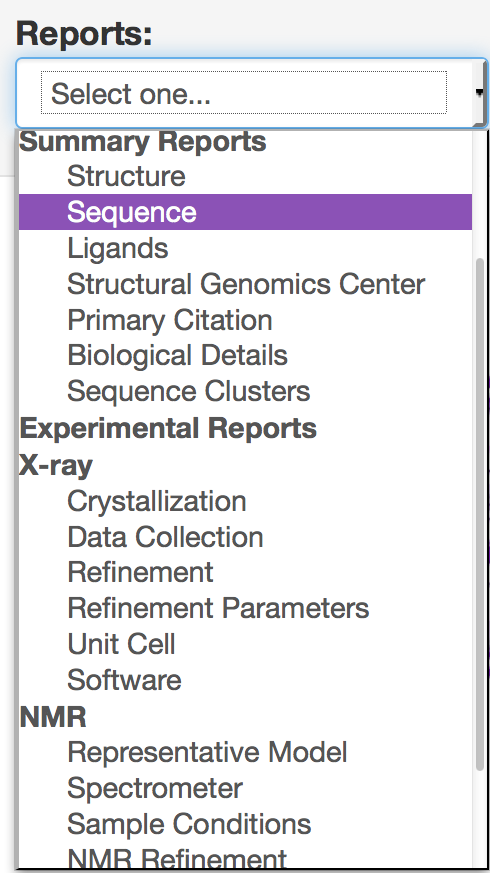 Reports:
Select one...
Summary Reports
Structure
Sequence
Ligands
Structural Genomics Center
Primary Citation
Biological Details
Sequence Clusters
Experimental Reports
X-ray
Crystallization
Data Collection
Refinement
Refinement Parameters
Unit Cell
Software
NMR
Representative Model
Spectrometer
Sample Conditions
NMR Refinement